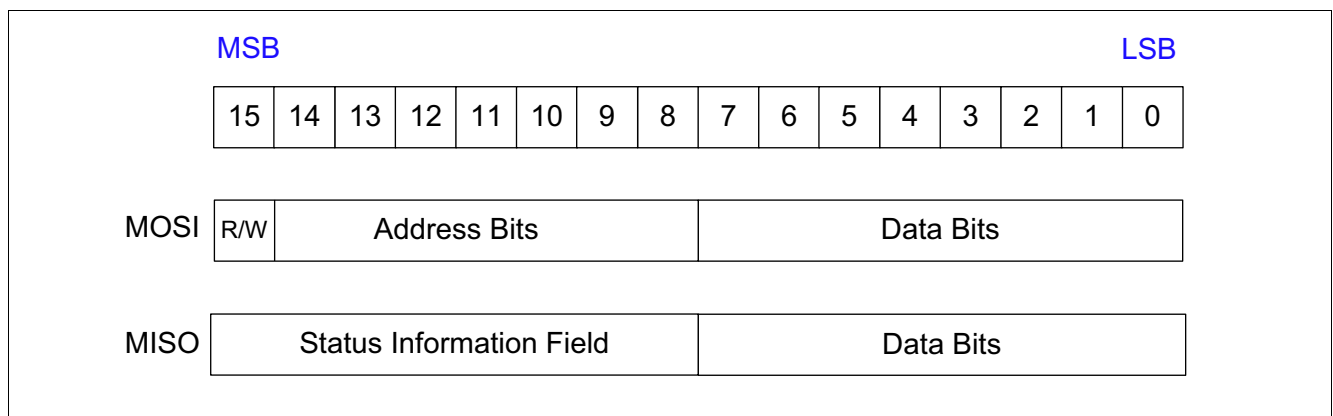 MSB LSB
15 14 13 12 11 10 9 8 7 6 5 4 3 2 1 0
MOSI R/W Address Bits Data Bits
MISO Status Information Field Data Bits